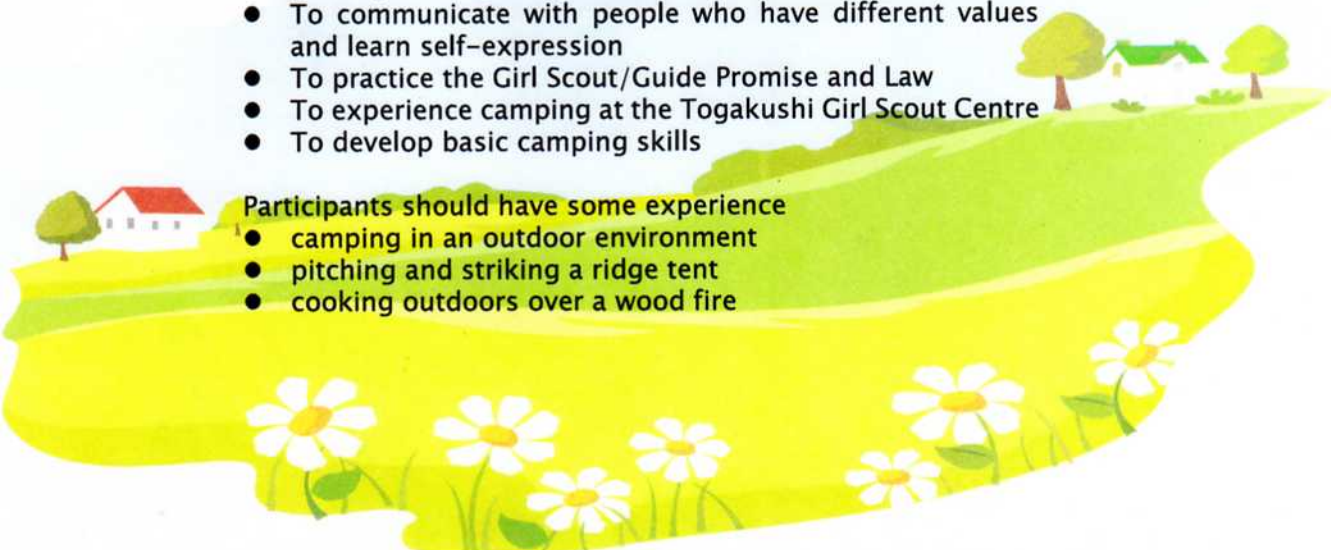 ● To communicate with people who have different values
and learn self-expression
● To practice the Girl Scout/Guide Promise and Law
● To experience camping at the Togakushi Girl Scout Centre
● To develop basic camping skills
Participants should have some experience
● camping in an outdoor environment
● pitching and striking a ridge tent
● cooking outdoors over a wood fire